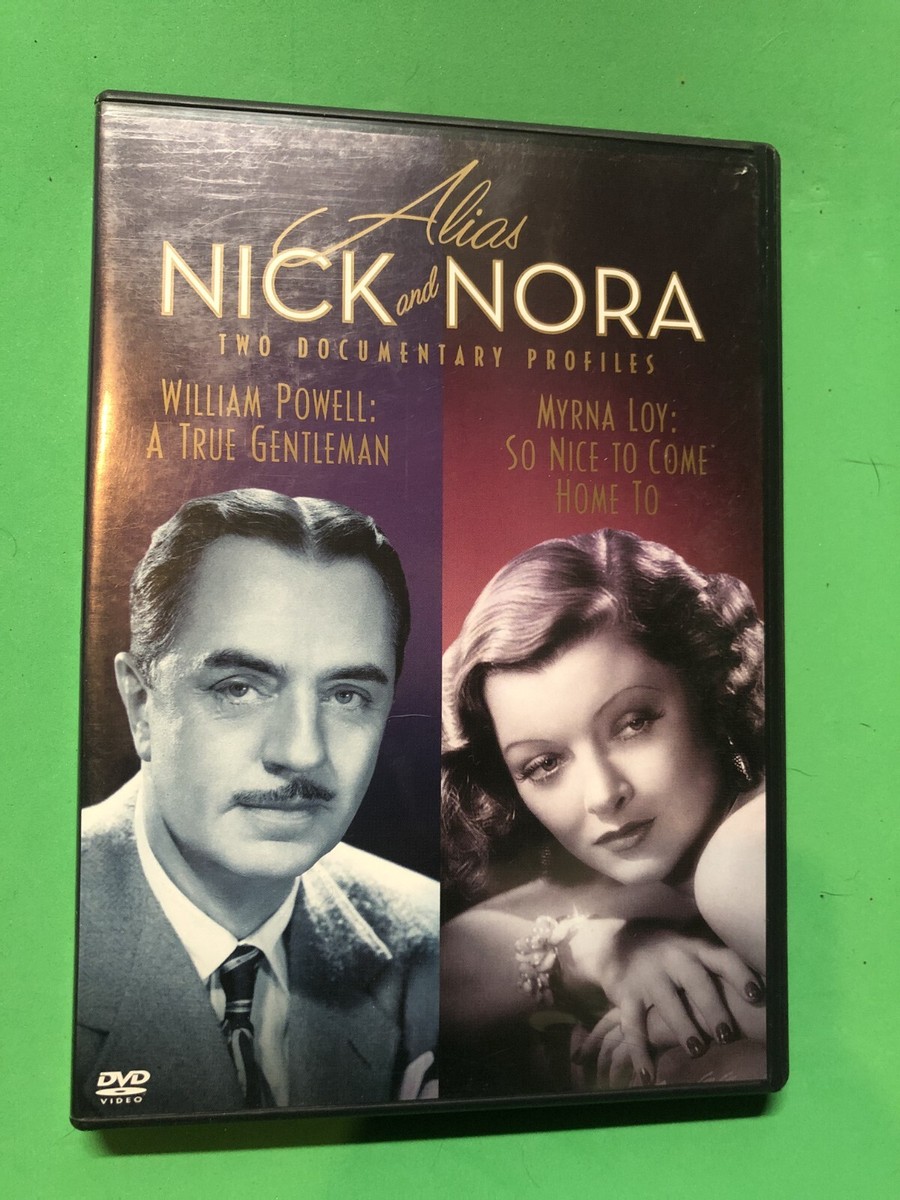 Alias
NICK and NORA
TWO DOCUMENTARY PROFILES
WILLIAM POWELL:
A TRUE GENTLEMAN
MYRNA LOY:
SO NICE TO COME
HOME TO
DVD
VIDEO